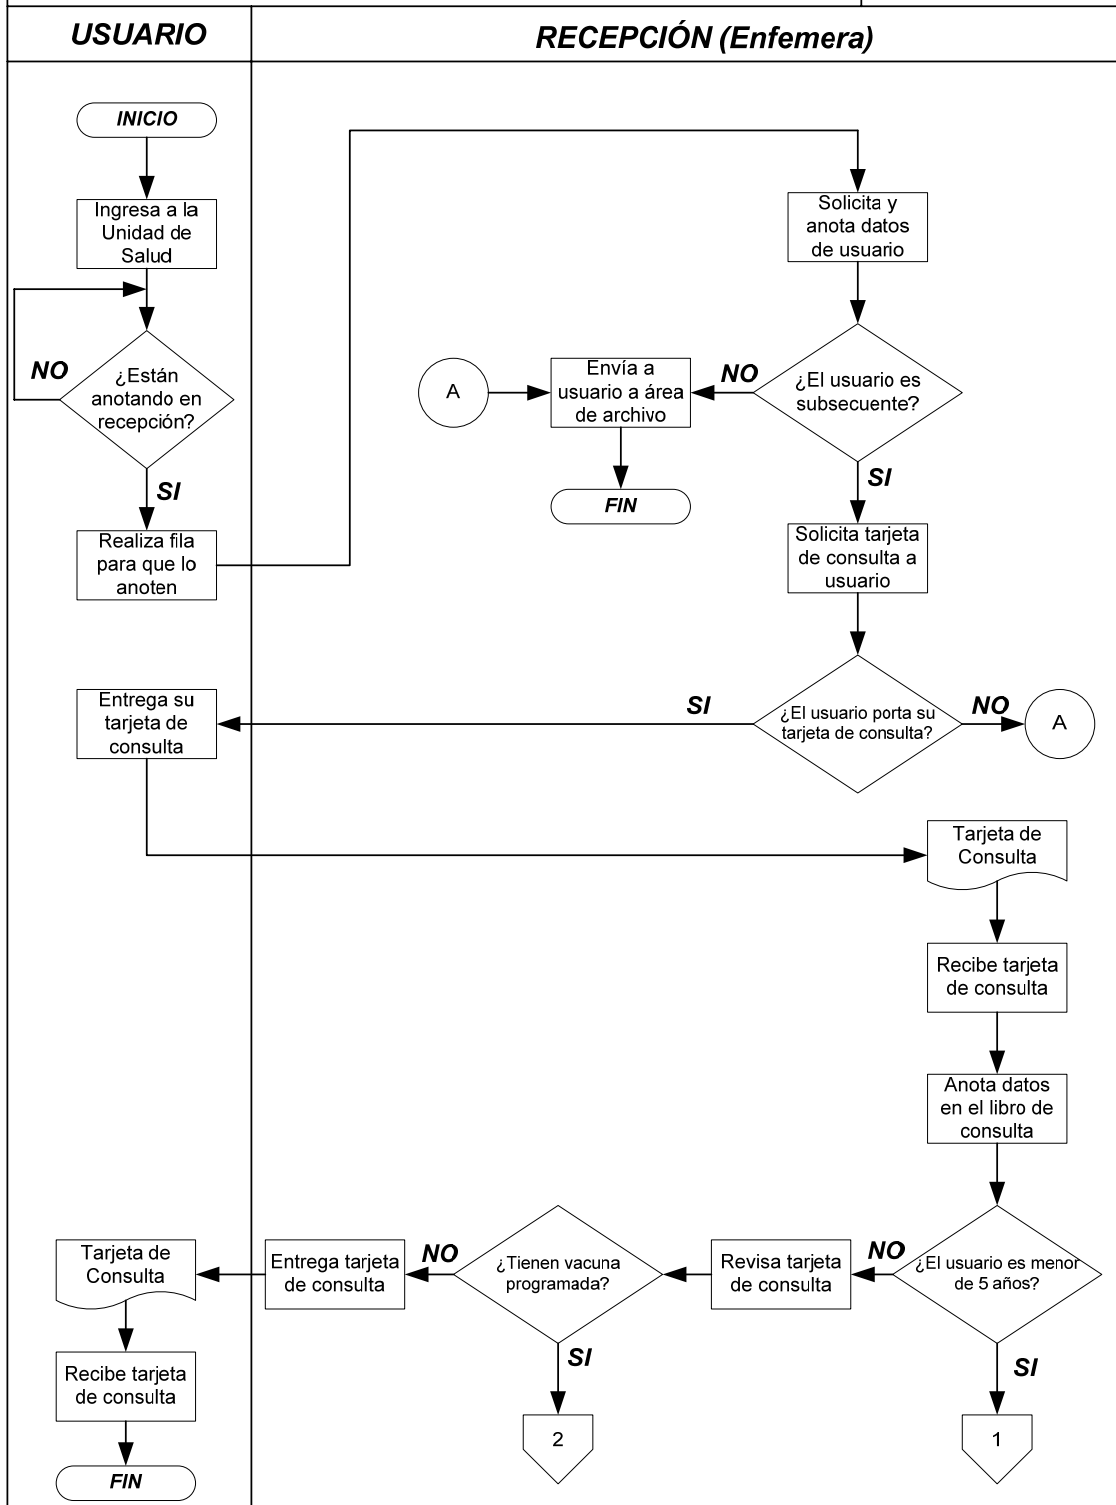 USUARIO
RECEPCIÓN (Enfemera)
INICIO
Ingresa a la
Unidad de
Salud
NO
¿Están
anotando en
recepción?
SI
Realiza fila
para que lo
anoten
Solicita y
anota datos
de usuario
¿El usuario es
subsecuente?
NO
Envía a
usuario a área
de archivo
A
FIN
SI
Solicita tarjeta
de consulta a
usuario
¿El usuario porta su
tarjeta de consulta?
NO
A
SI
Entrega su
tarjeta de
consulta
Tarjeta de
Consulta
Recibe tarjeta
de consulta
Anota datos
en el libro de
consulta
¿El usuario es menor
de 5 años?
SI
1
NO
Revisa tarjeta
de consulta
¿Tienen vacuna
programada?
SI
2
NO
Entrega tarjeta
de consulta
Tarjeta de
Consulta
Recibe tarjeta
de consulta
FIN